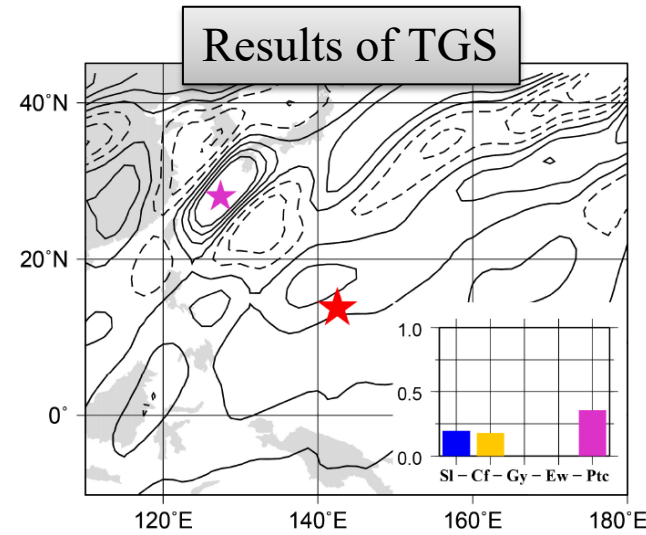 Results of TGS
40°N
20°N
0°
1.0
0.5
0.0
Sl – Cf – Gy – Ew – Ptc
120°E 140°E 160°E 180°E